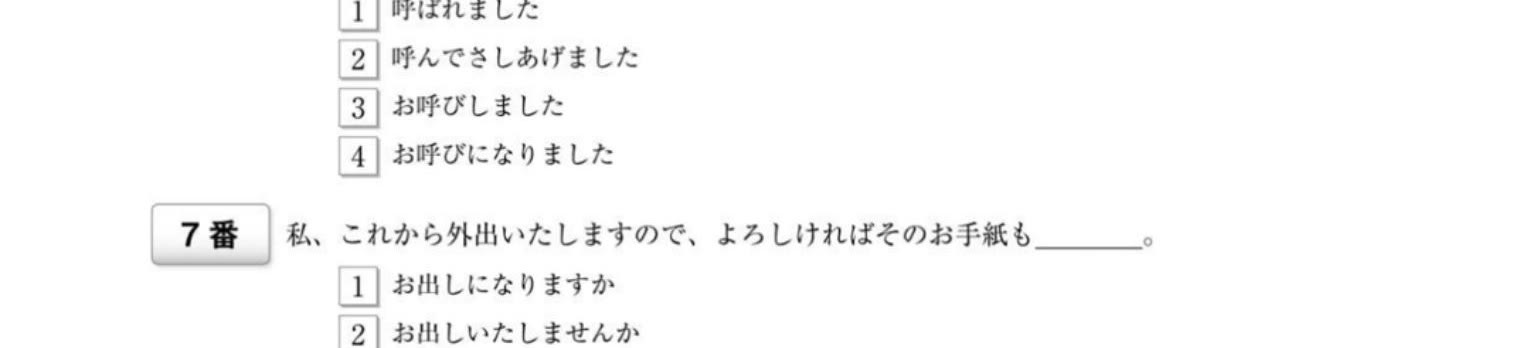 1 呼ばれました
2 呼んでさしあげました
3 お呼びしました
4 お呼びになりました
7番 私、これから外出いたしますので、よろしければそのお手紙も＿＿＿＿。
1 お出しになりますか
2 お出しいたしませんか